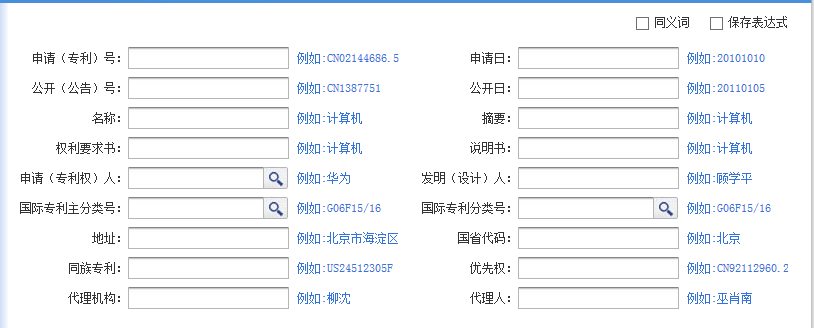 同义词 保存表达式
申请（专利）号： 例如:CN02144686.5 申请日： 例如:20101010
公开（公告）号： 例如:CN1387751 公开日： 例如:20110105
名称： 例如:计算机 摘要： 例如:计算机
权利要求书： 例如:计算机 说明书： 例如:计算机
申请（专利权）人： 例如:华为 发明（设计）人： 例如:顾学平
国际专利主分类号： 例如:G06F15/16 国际专利分类号： 例如:G06F15/16
地址： 例如:北京市海淀区 国省代码： 例如:北京
同族专利： 例如:US24512305F 优先权： 例如:CN92112960.2
代理机构： 例如:柳沈 代理人： 例如:巫肖南